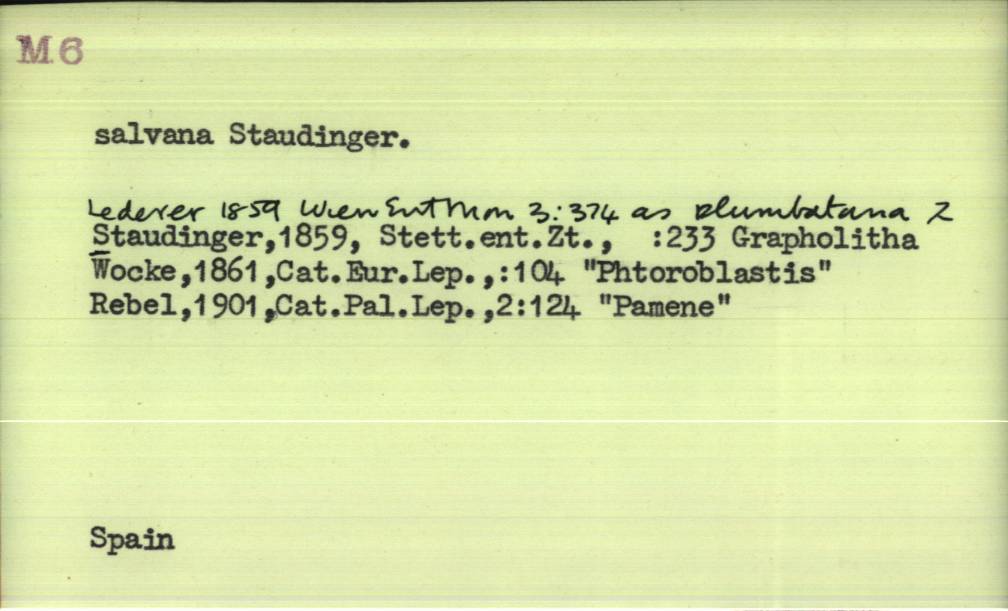 M6
salvana Staudinger.
Lederer 1859 Wien Ent Mon 3:374 as plumbatana Z
Staudinger,1859, Stett.ent.Zt., :233 Grapholitha
Wocke,1861,Cat.Eur.Lep.,:104 "Phtoroblastis"
Rebel,1901,Cat.Pal.Lep.,2:124 "Pamene"
Spain